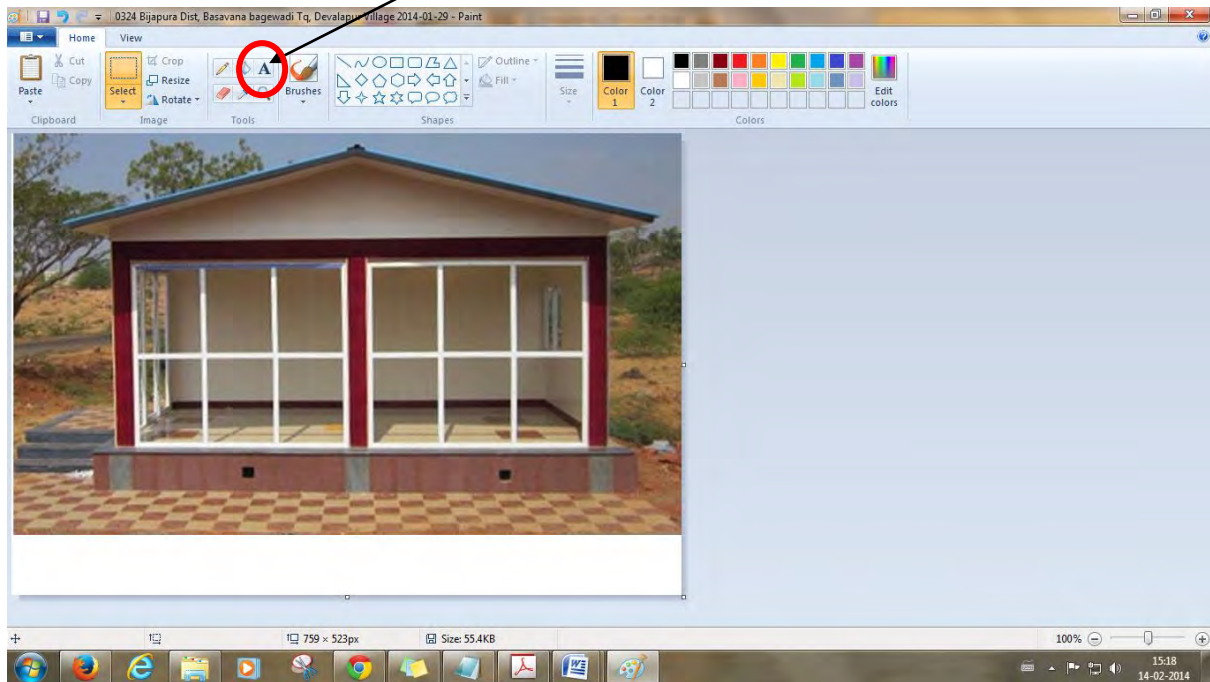 0324 Bijapura Dist, Basavana bagewadi Tq, Devalapur Village 2014-01-29 - Paint
Home View
Cut
Copy
Paste
Clipboard
Select
Crop
Resize
Rotate
Image
A
Tools
Brushes
Outline
Fill
Shapes
Size
Color 1
Color 2
Edit colors
Colors
759 × 523px
Size: 55.4KB
100%
15:18
14-02-2014